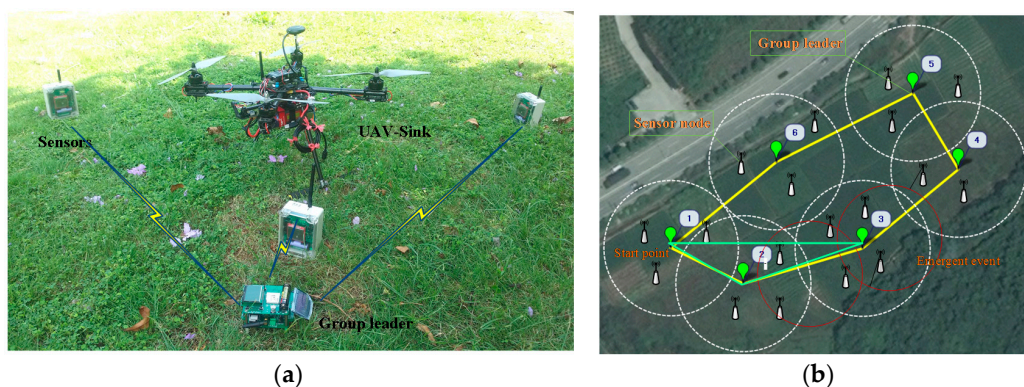 Sensors
UAV-Sink
Group leader
(a)
Group leader
5
Sensor node
6
4
1
3
Start point
2
Emergent event
(b)